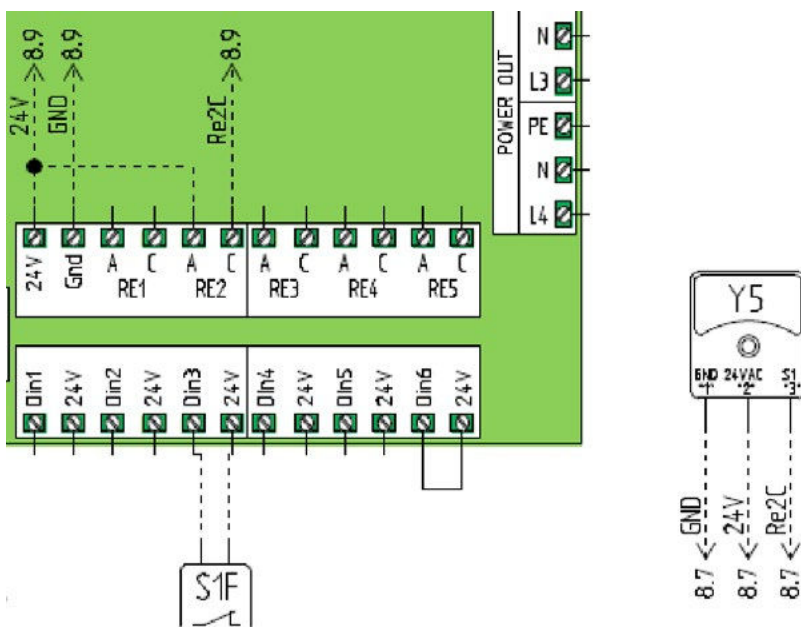 24V >8.9
GND >8.9
Re2C >8.9
POWER OUT
N
L3
PE
N
L4
24V Gnd A C A C A C A C A C
RE1 RE2 RE3 RE4 RE5
Din1 24V Din2 24V Din3 24V Din4 24V Din5 24V Din6 24V
S1F
Y5
GND 24VAC S1
"1" "2" "3"
GND 24V Re2C
8.7 8.7 8.7